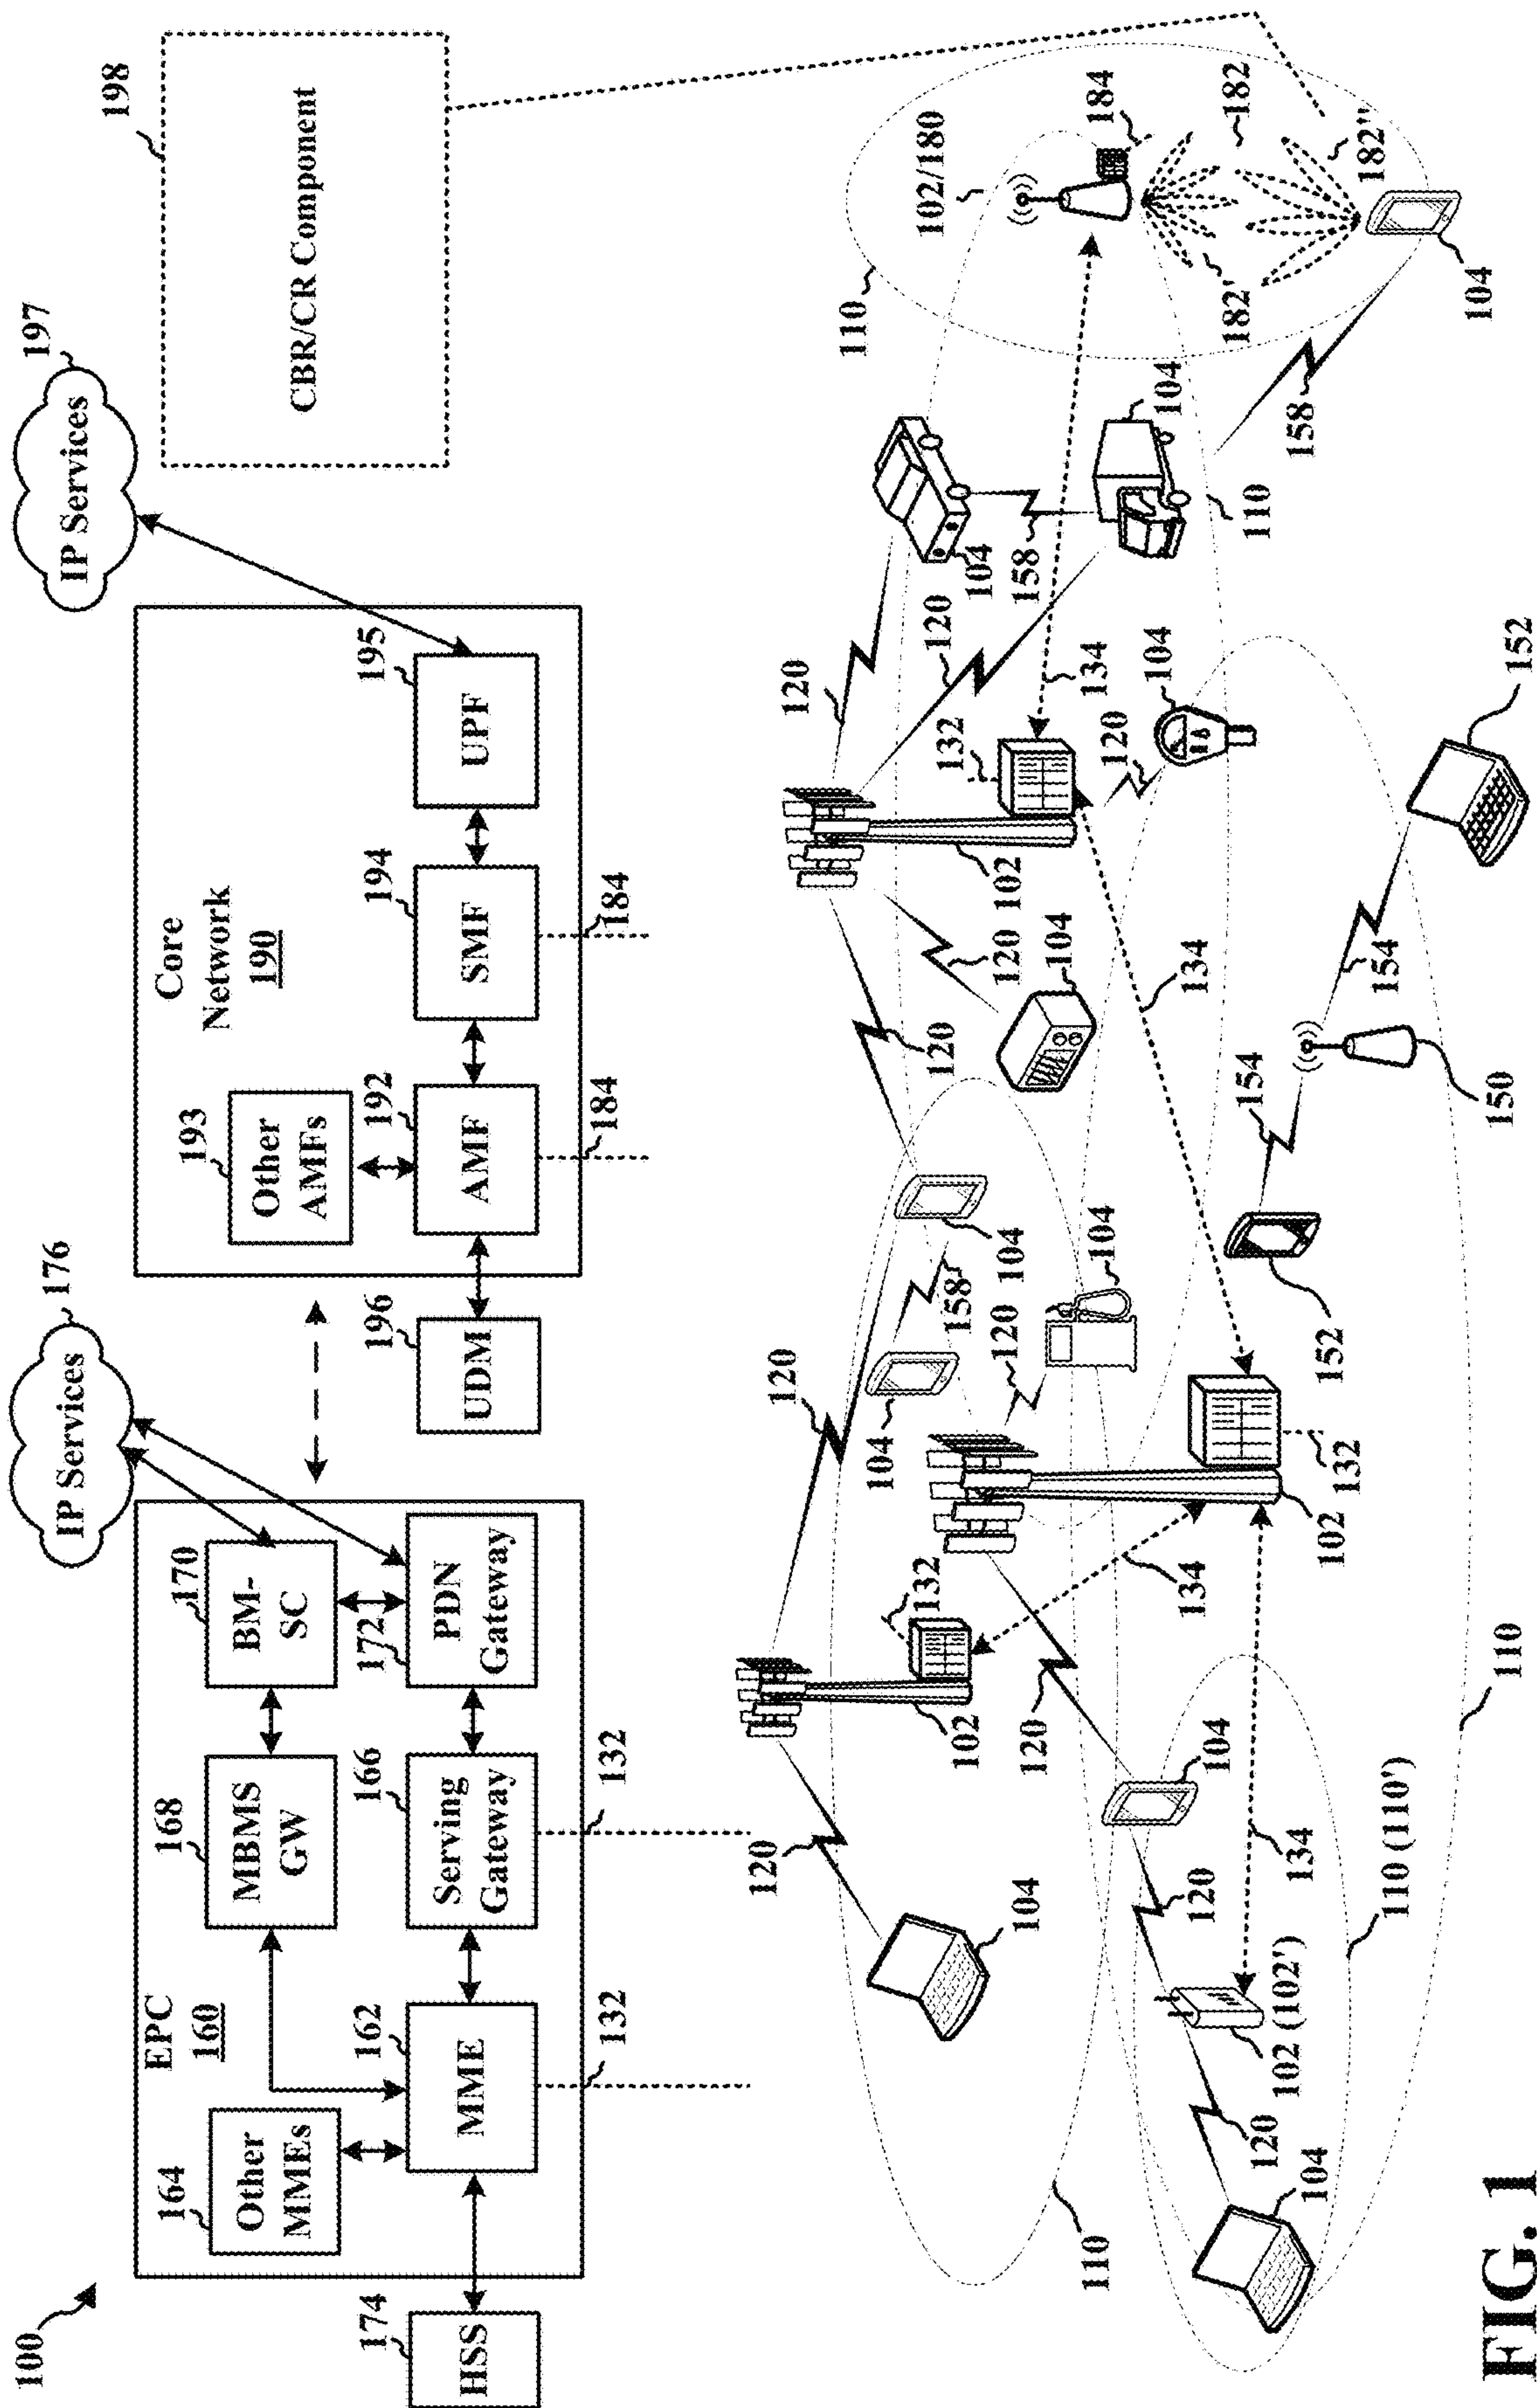 100
176
IP Services
197
IP Services
198
CBR/CR Component
EPC
160
164
Other
MMEs
168
MBMS
GW
170
BM-
SC
162
MME
166
Serving
Gateway
172
PDN
Gateway
174
HSS
132
132
Core
Network
190
193
Other
AMFs
192
AMF
194
SMF
195
UPF
196
UDM
184
184
120
104
110
102
132
120
104
158
104
120
104
120
134
102
132
120
104
120
102
132
120
120
104
158
104
120
104
134
134
110
110
102/180
184
182'
182
182"
104
158
104
120
102 (102')
120
104
134
110 (110')
110
152
154
150
154
152
FIG. 1